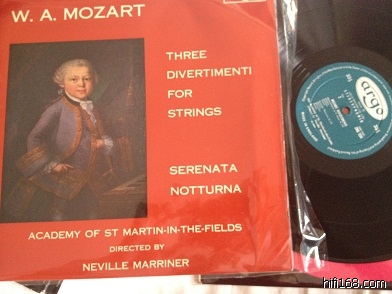 W. A. MOZART
THREE
DIVERTIMENTI
FOR
STRINGS
SERENATA
NOTTURNA
ACADEMY OF ST MARTIN-IN-THE-FIELDS
DIRECTED BY
NEVILLE MARRINER
argo
hifi168.com